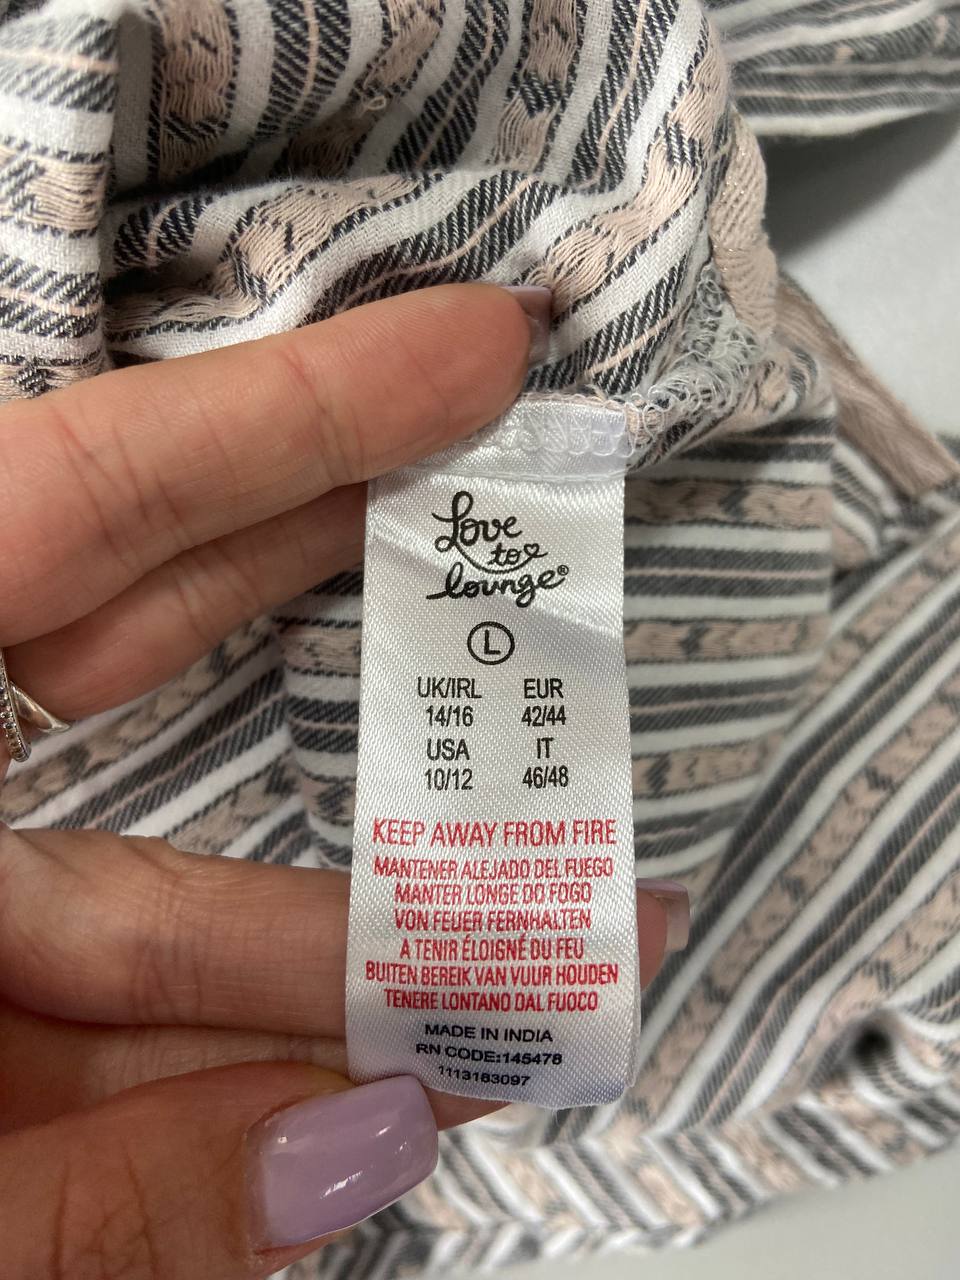 Love
to
lounge®
L
UK/IRL EUR
14/16 42/44
USA IT
10/12 46/48
KEEP AWAY FROM FIRE
MANTENER ALEJADO DEL FUEGO
MANTER LONGE DO FOGO
VON FEUER FERNHALTEN
A TENIR ÉLOIGNÉ DU FEU
BUITEN BEREIK VAN VUUR HOUDEN
TENERE LONTANO DAL FUOCO
MADE IN INDIA
RN CODE:145478
1113183097